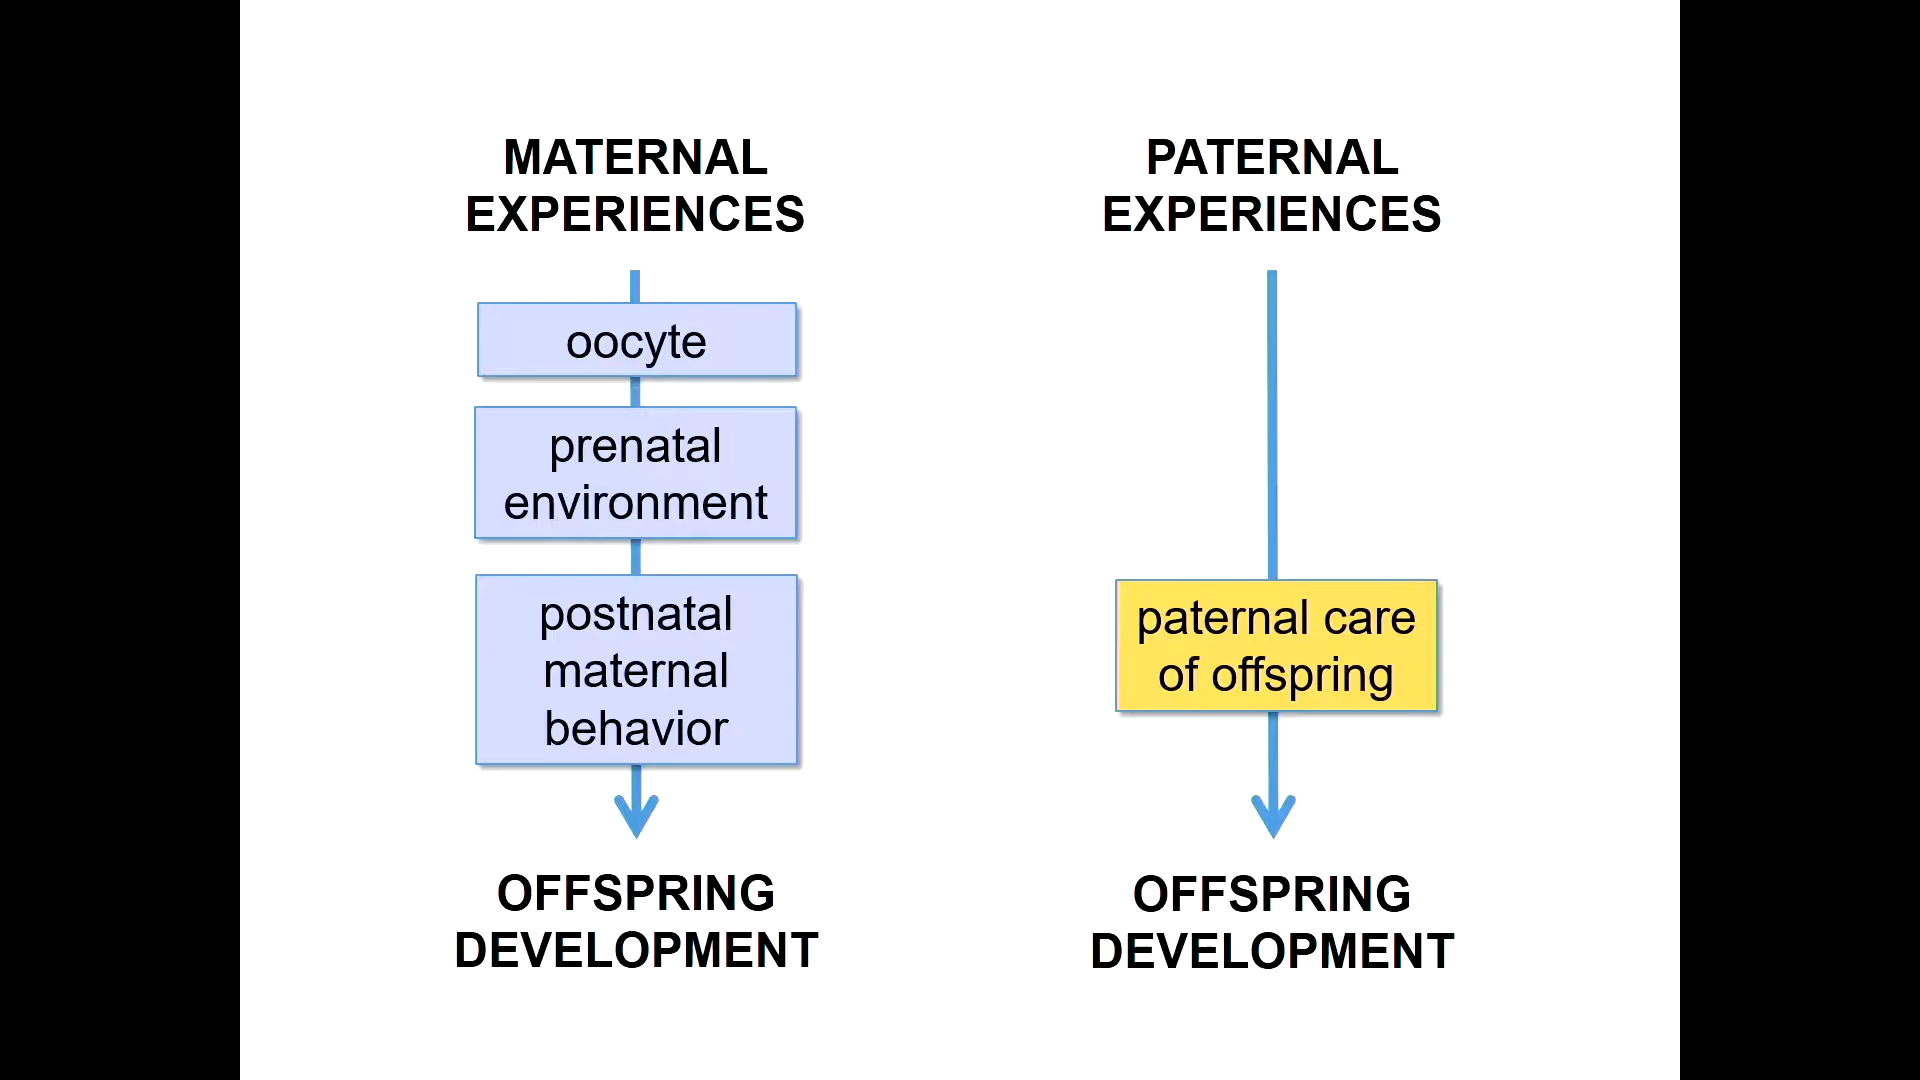 MATERNAL
EXPERIENCES
oocyte
prenatal
environment
postnatal
maternal
behavior
OFFSPRING
DEVELOPMENT
PATERNAL
EXPERIENCES
paternal care
of offspring
OFFSPRING
DEVELOPMENT